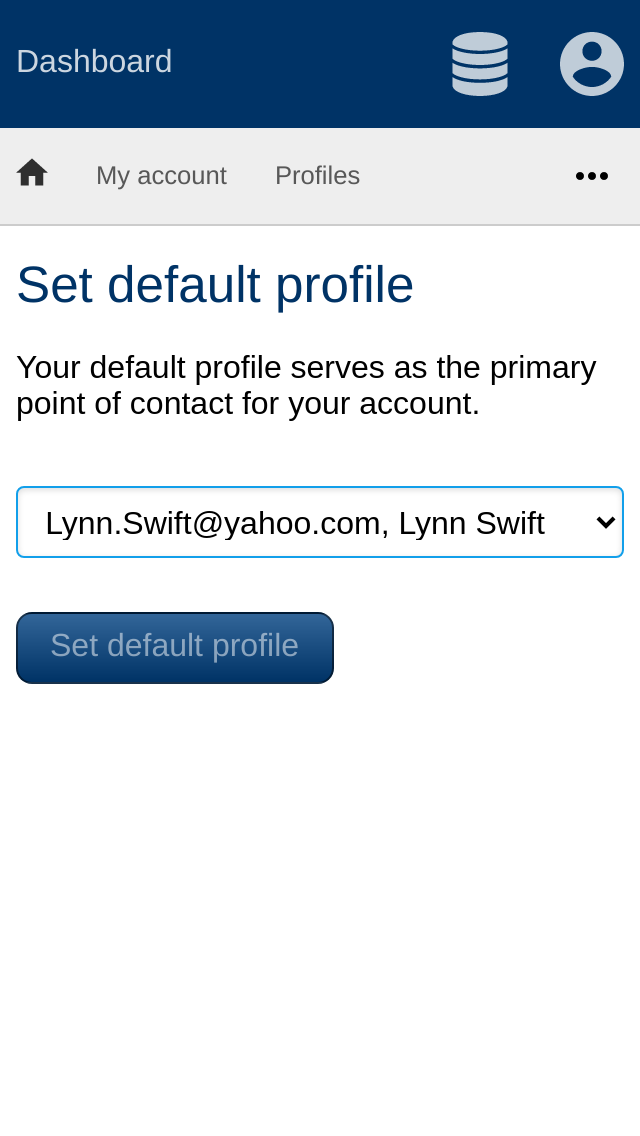 Dashboard
My account Profiles
Set default profile
Your default profile serves as the primary
point of contact for your account.
Lynn.Swift@yahoo.com, Lynn Swift
Set default profile